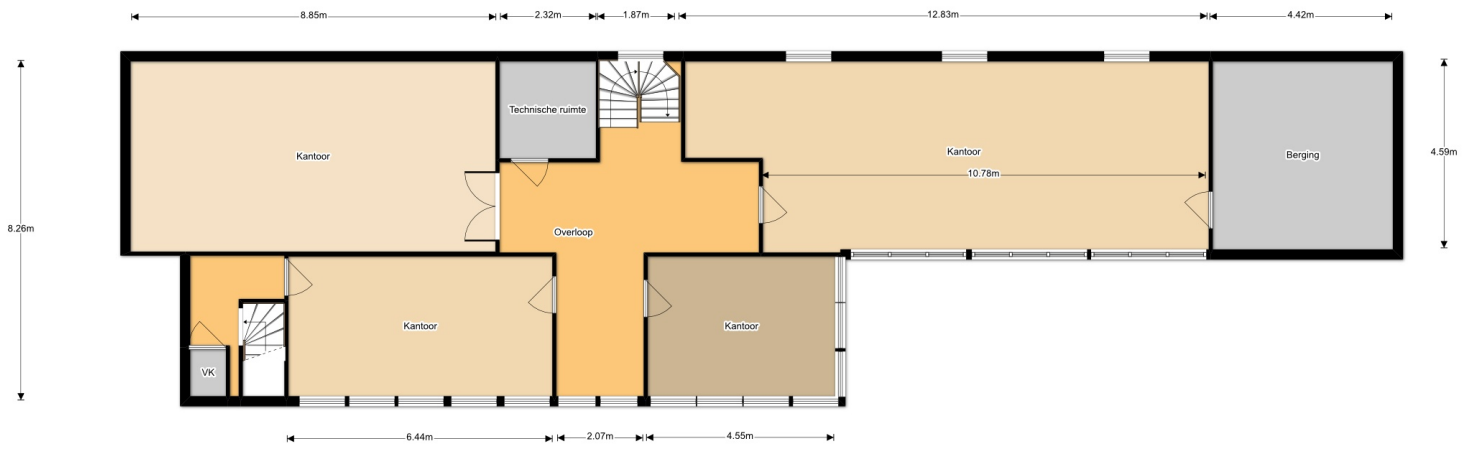 8.85m
2.32m
1.87m
12.83m
4.42m
Technische ruimte
Kantoor
Kantoor
Berging
4.59m
10.78m
8.26m
Overloop
Kantoor
Kantoor
VK
6.44m
2.07m
4.55m